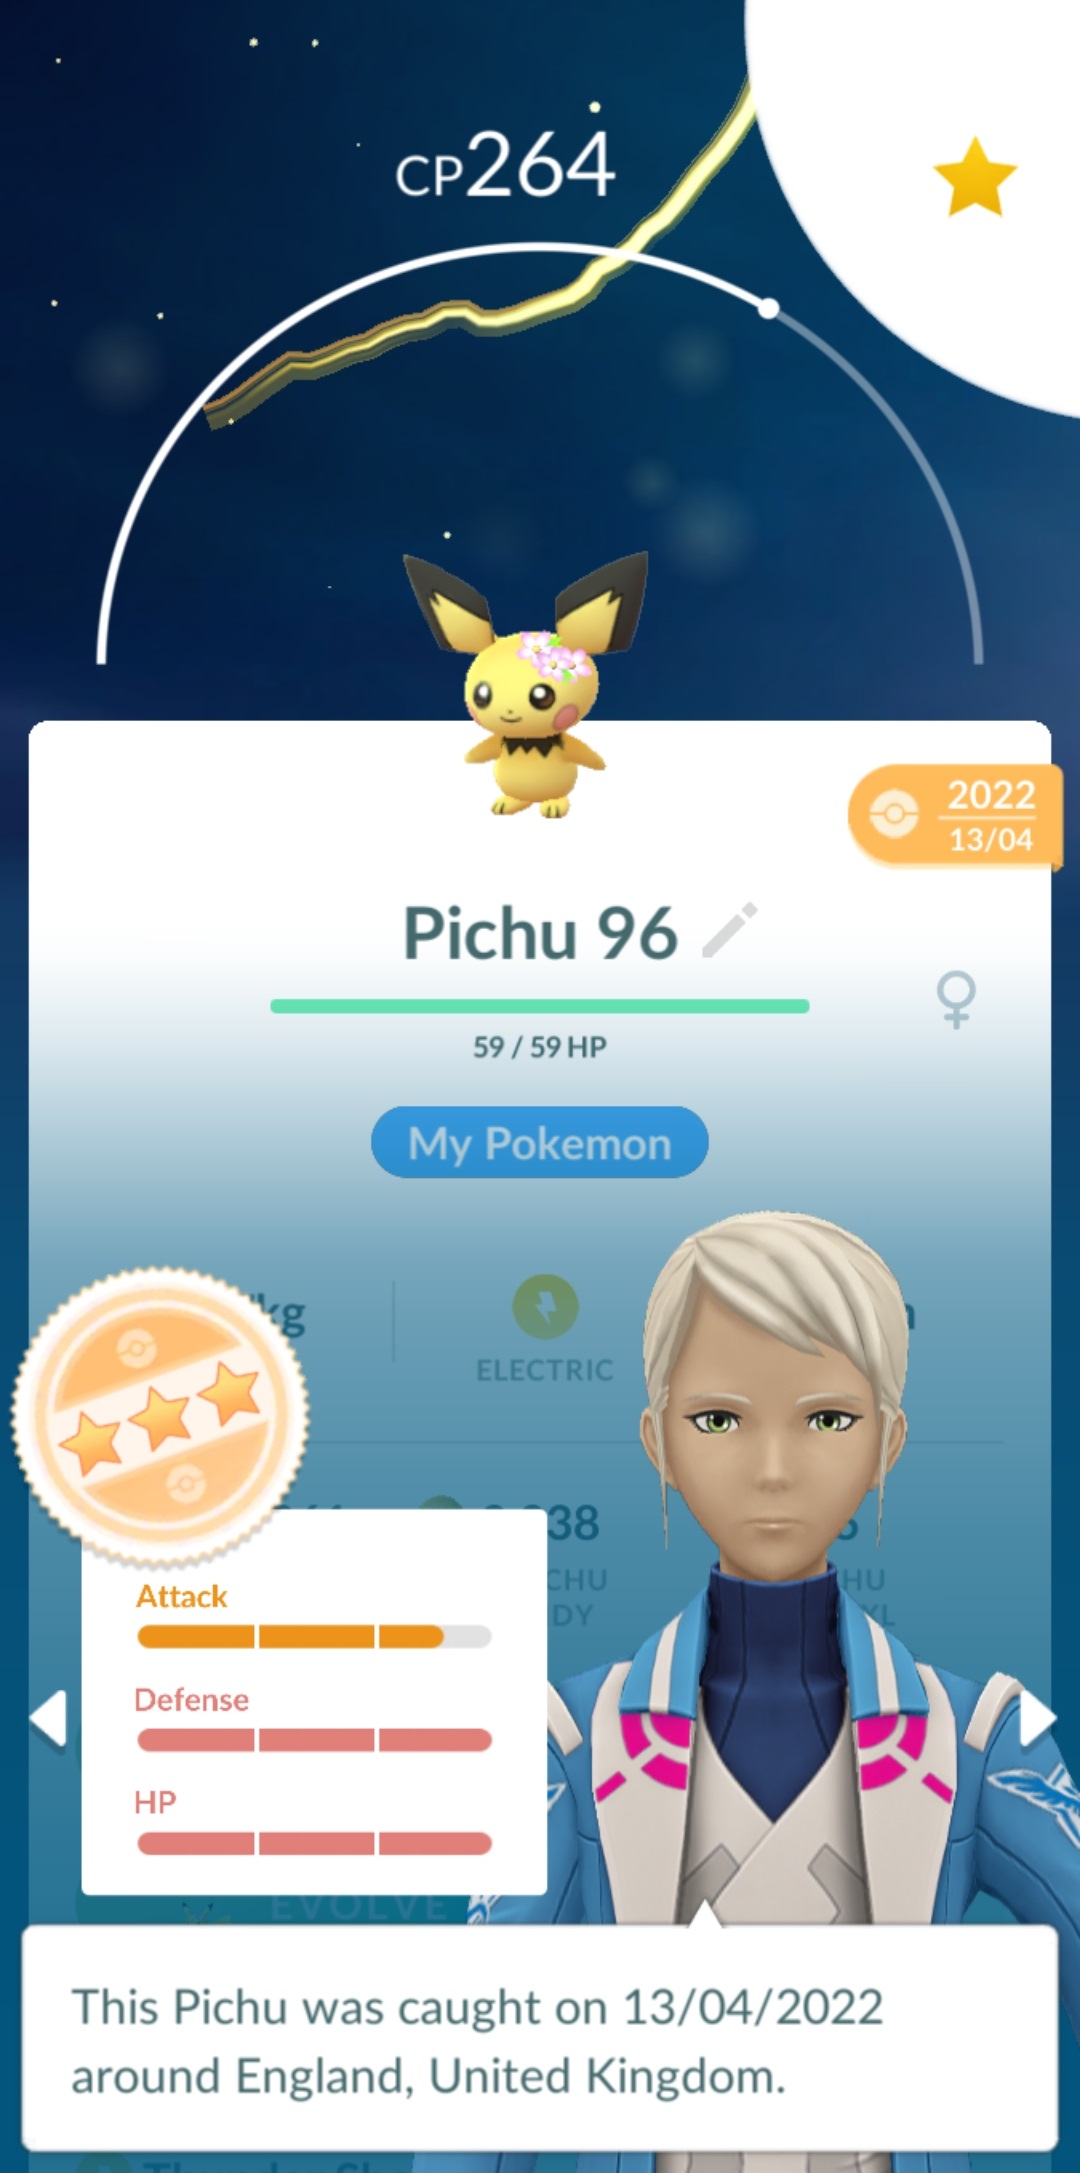 CP264
2022
13/04
Pichu 96
59 / 59 HP
My Pokemon
kg
ELECTRIC
38
CHU
HU
DY
XL
Attack
Defense
HP
EVOLVE
This Pichu was caught on 13/04/2022
around England, United Kingdom.